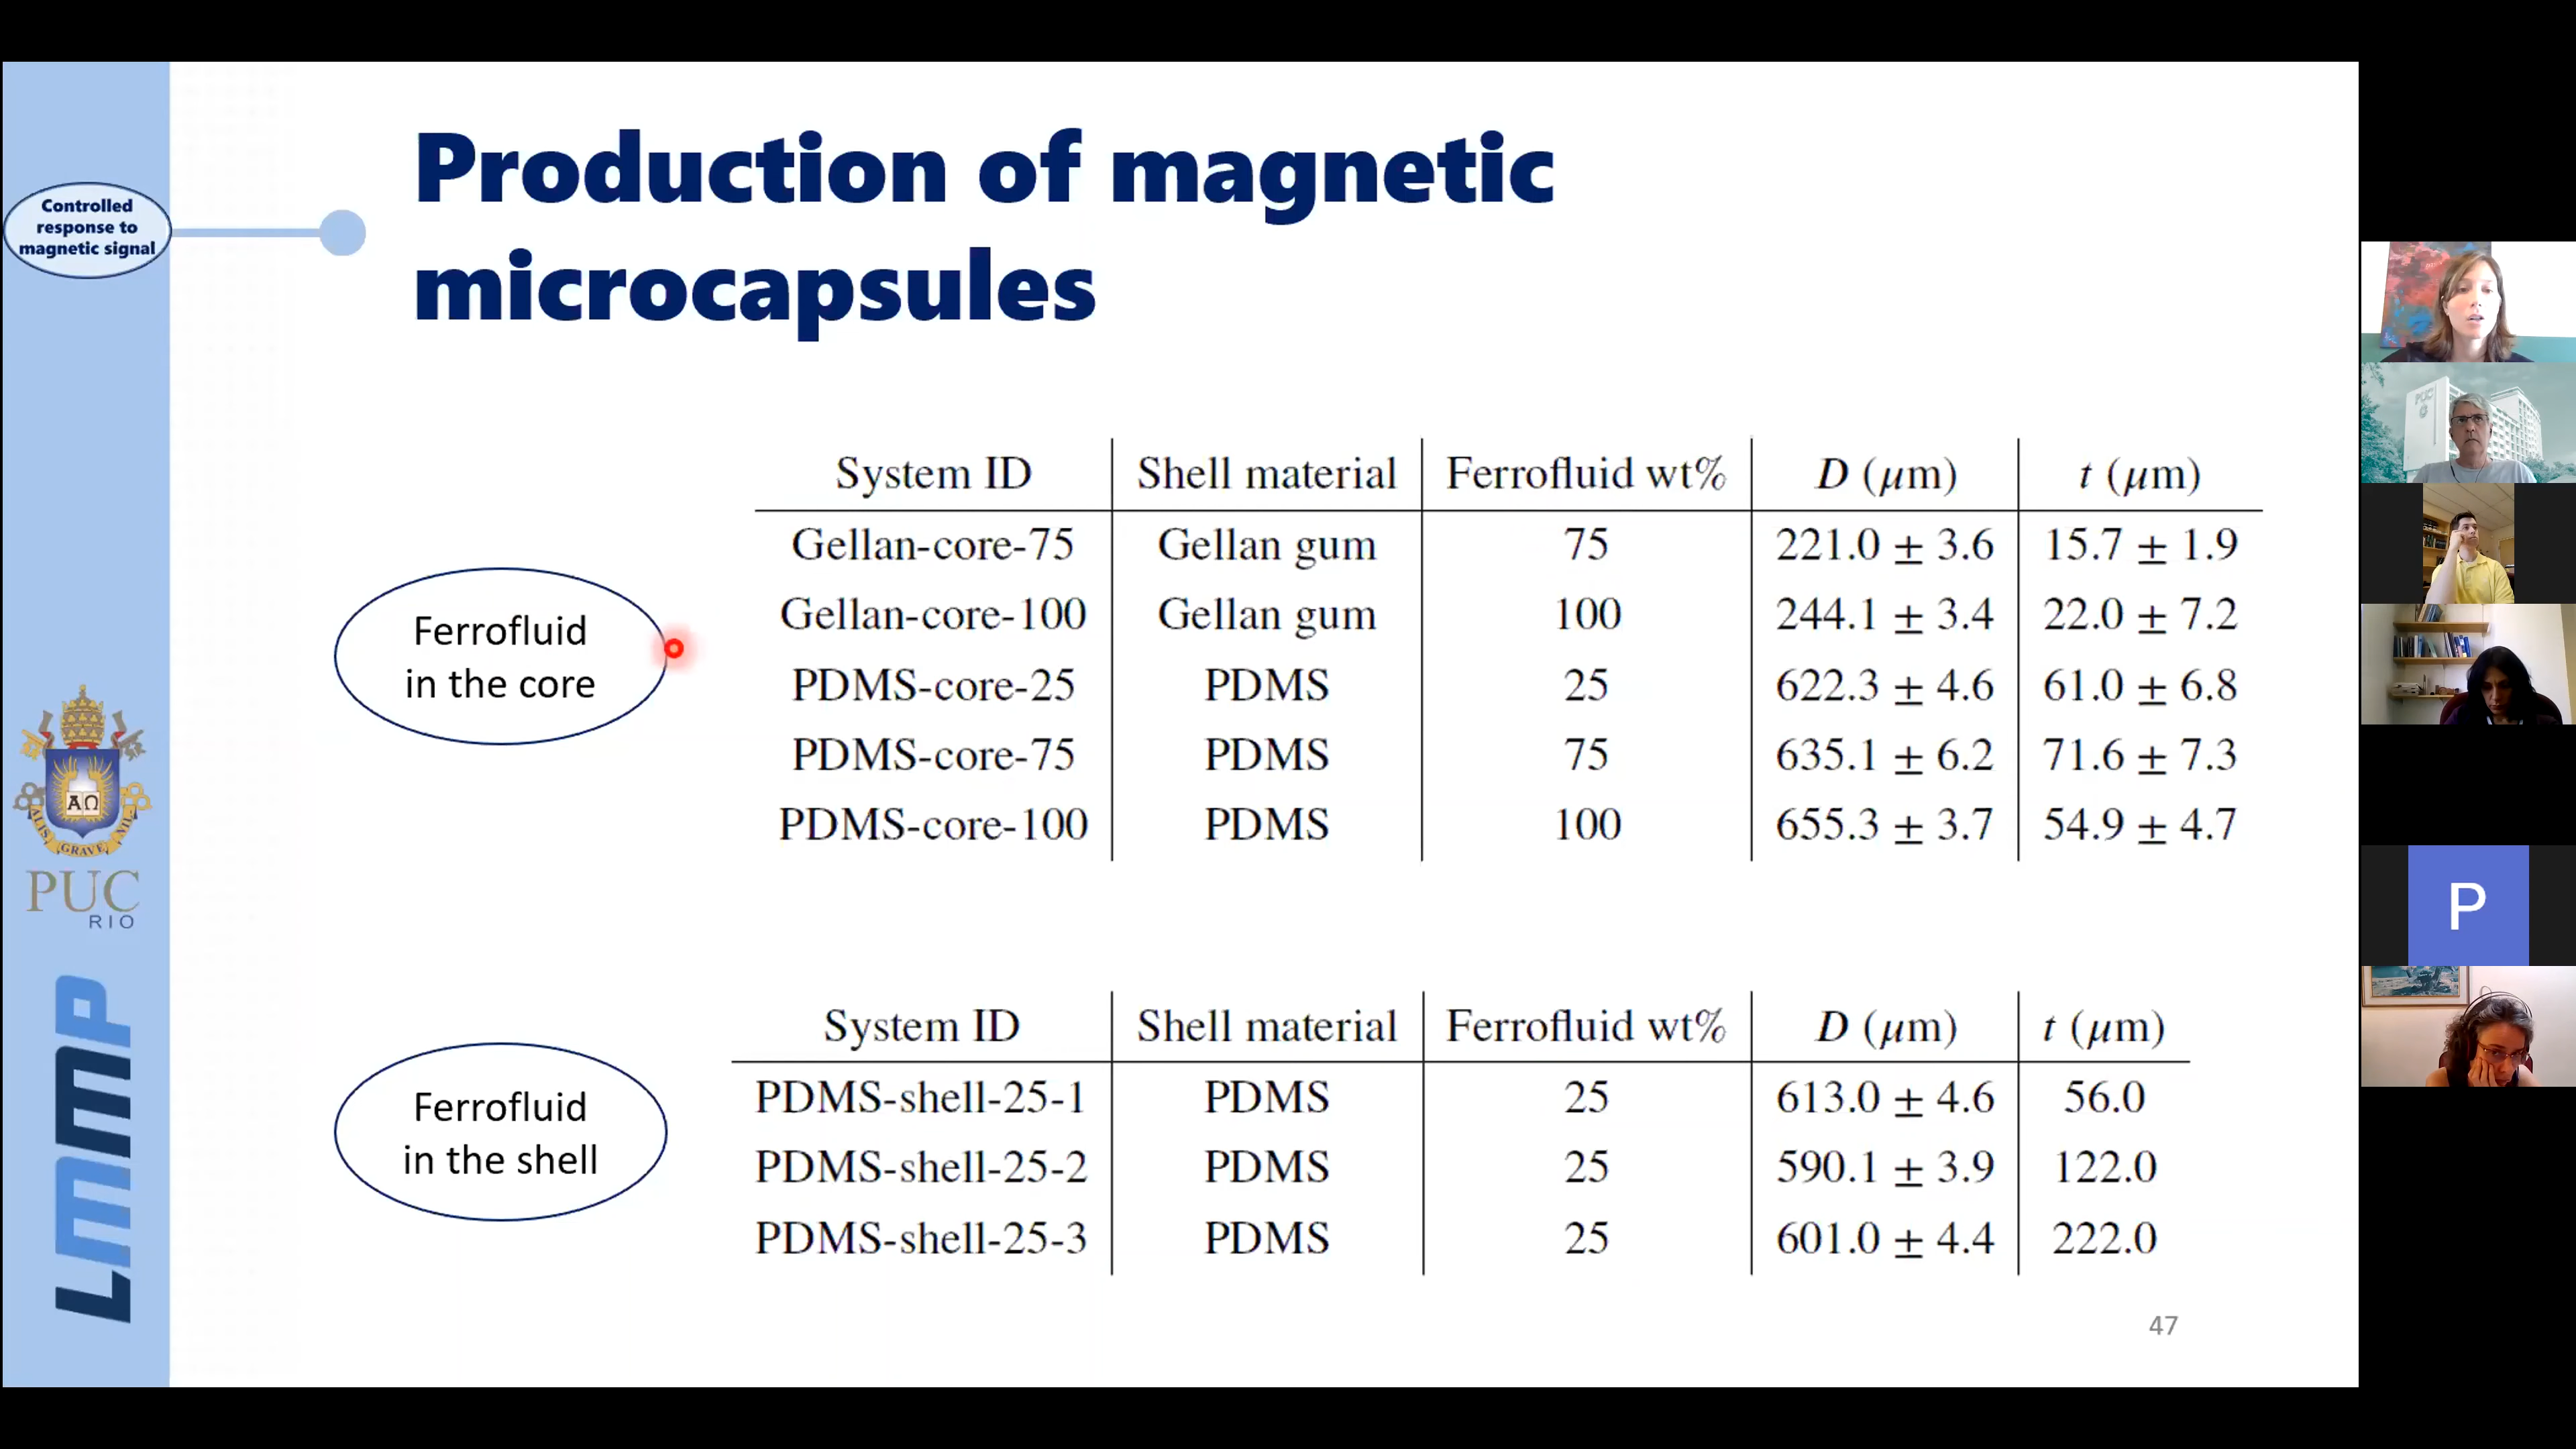 Controlled
response to
magnetic signal
Production of magnetic
microcapsules
Ferrofluid
in the core
System ID Shell material Ferrofluid wt% D (μm) t (μm)
Gellan-core-75 Gellan gum 75 221.0 ± 3.6 15.7 ± 1.9
Gellan-core-100 Gellan gum 100 244.1 ± 3.4 22.0 ± 7.2
PDMS-core-25 PDMS 25 622.3 ± 4.6 61.0 ± 6.8
PDMS-core-75 PDMS 75 635.1 ± 6.2 71.6 ± 7.3
PDMS-core-100 PDMS 100 655.3 ± 3.7 54.9 ± 4.7
Ferrofluid
in the shell
System ID Shell material Ferrofluid wt% D (μm) t (μm)
PDMS-shell-25-1 PDMS 25 613.0 ± 4.6 56.0
PDMS-shell-25-2 PDMS 25 590.1 ± 3.9 122.0
PDMS-shell-25-3 PDMS 25 601.0 ± 4.4 222.0
47
ΑΩ
ALIS GRAVE NIL
PUC
RIO
LMMP
PUC
P